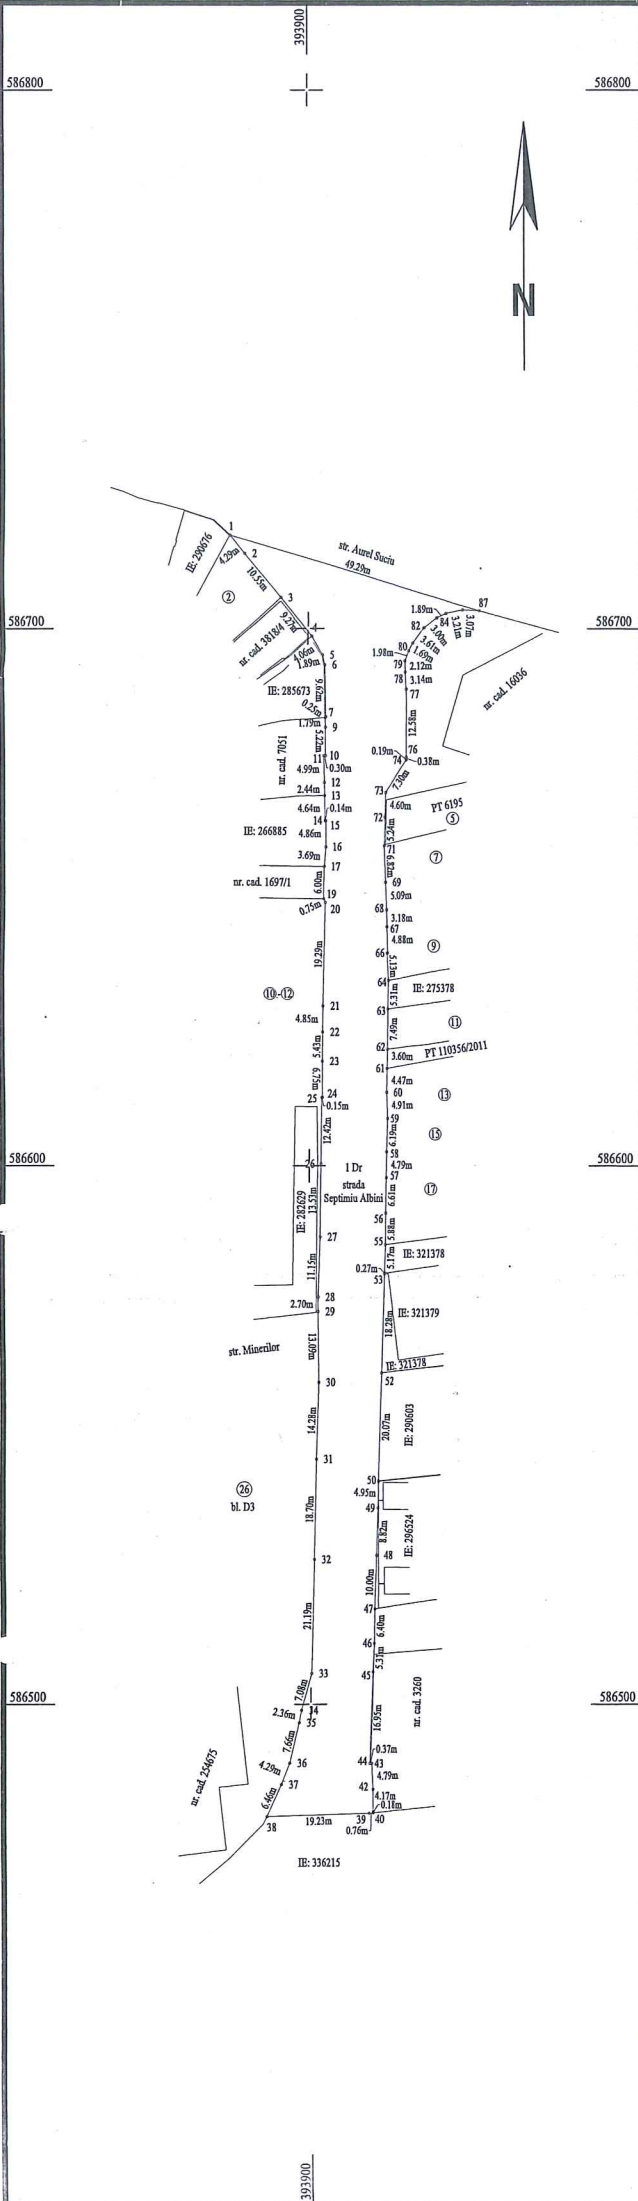 393900
586800
586800
N
1
str. Aurel Suciu
49.29m
IE: 290676
4.29m
2
10.55m
②
3
9.27m
87
1.89m
3.07m
3.21m
84
3.00m
82
3.61m
586700
586700
4
nr. cad. 3818/4
4.06m
1.89m
5
6
80
1.69m
1.98m
79
2.12m
78
3.14m
77
IE: 285673
9.62m
nr. cad. 16036
0.25m
7
1.79m
9
12.58m
5.22m
nr. cad. 7051
10
11
0.30m
76
0.19m
74
0.38m
4.99m
12
7.30m
2.44m
13
73
4.64m
0.14m
4.60m
PT 6195
14
15
72
⑤
IE: 266885
4.86m
5.24m
16
71
3.69m
⑦
17
9.82m
nr. cad. 1697/1
6.00m
69
19
5.09m
0.75m
20
68
3.18m
67
19.29m
4.88m
⑨
66
5.13m
64
IE: 275378
⑩-⑫
21
5.31m
63
4.85m
22
7.49m
⑪
5.43m
62
23
3.60m
PT 110356/2011
61
6.75m
4.47m
24
60
⑬
25
0.15m
4.91m
59
12.42m
6.19m
⑮
58
586600
586600
26
1 Dr
strada
Septimiu Albini
4.79m
57
IE: 282629
13.53m
6.61m
⑰
56
27
5.88m
55
11.15m
5.17m
IE: 321378
0.27m
53
28
2.70m
29
IE: 321379
str. Minerilor
13.09m
18.28m
IE: 321378
30
52
14.28m
20.07m
IE: 290603
31
50
㉖
bl. D3
4.95m
49
18.70m
8.82m
IE: 296524
32
48
10.00m
21.19m
47
6.40m
46
5.31m
33
45
7.08m
586500
586500
2.36m
34
35
16.95m
nr. cad. 3260
7.66m
nr. cad. 254675
36
0.37m
44
43
4.29m
37
4.79m
42
6.46m
4.17m
0.18m
38
19.23m
39
40
0.76m
IE: 336215
393900